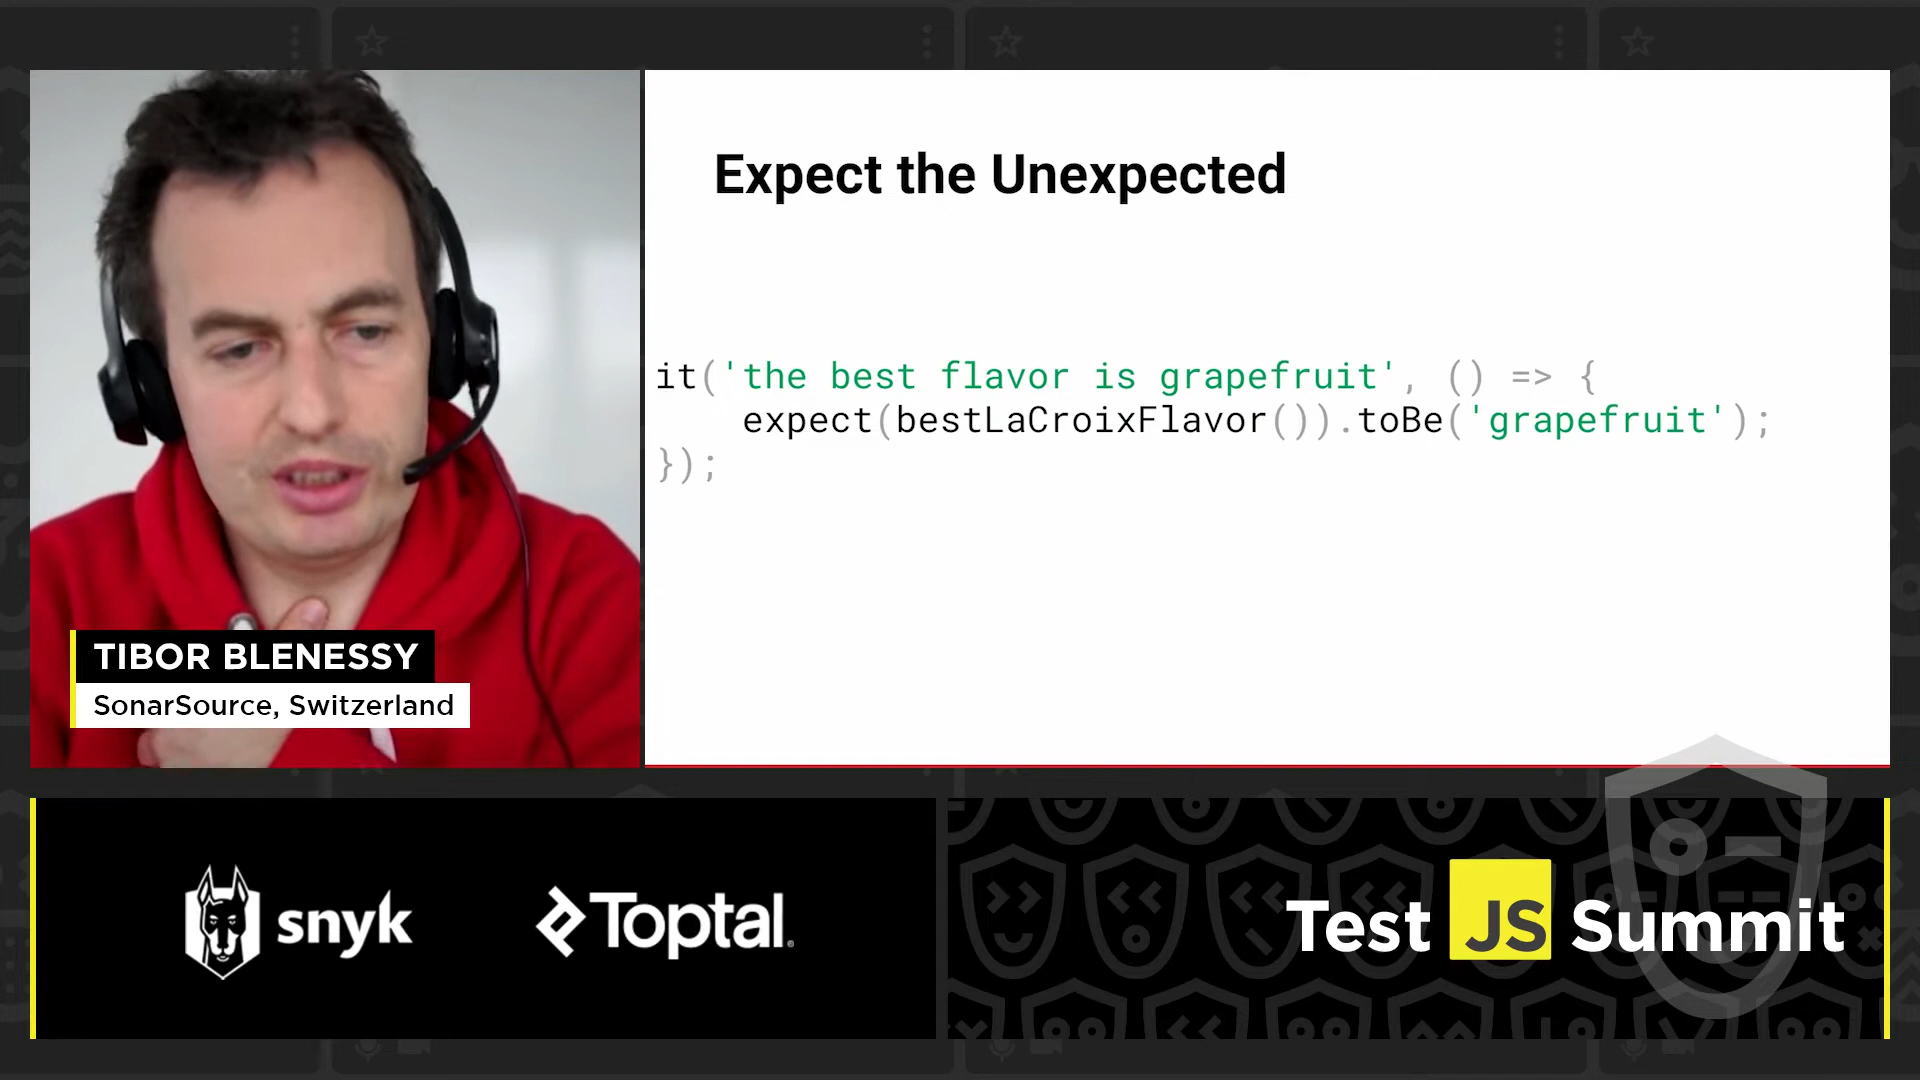 Expect the Unexpected
it('the best flavor is grapefruit', () => {
    expect(bestLaCroixFlavor()).toBe('grapefruit');
});
TIBOR BLENESSY
SonarSource, Switzerland
snyk
Toptal.
Test JS Summit